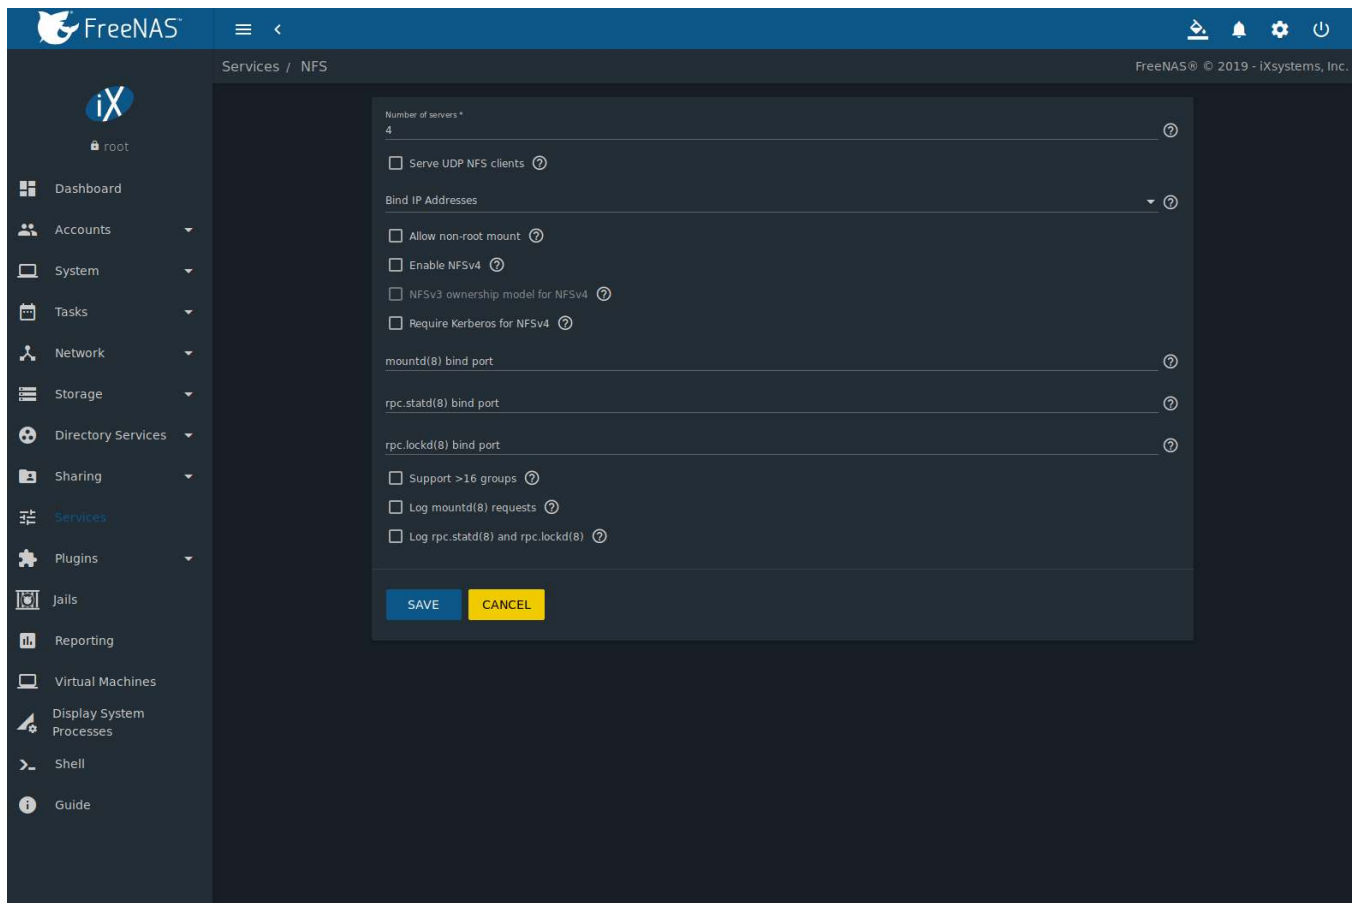 FreeNAS™
Services / NFS
FreeNAS® © 2019 - iXsystems, Inc.
iX
root
Dashboard
Accounts
System
Tasks
Network
Storage
Directory Services
Sharing
Services
Plugins
Jails
Reporting
Virtual Machines
Display System
Processes
Shell
Guide
Number of servers *
4
Serve UDP NFS clients
Bind IP Addresses
Allow non-root mount
Enable NFSv4
NFSv3 ownership model for NFSv4
Require Kerberos for NFSv4
mountd(8) bind port
rpc.statd(8) bind port
rpc.lockd(8) bind port
Support >16 groups
Log mountd(8) requests
Log rpc.statd(8) and rpc.lockd(8)
SAVE
CANCEL